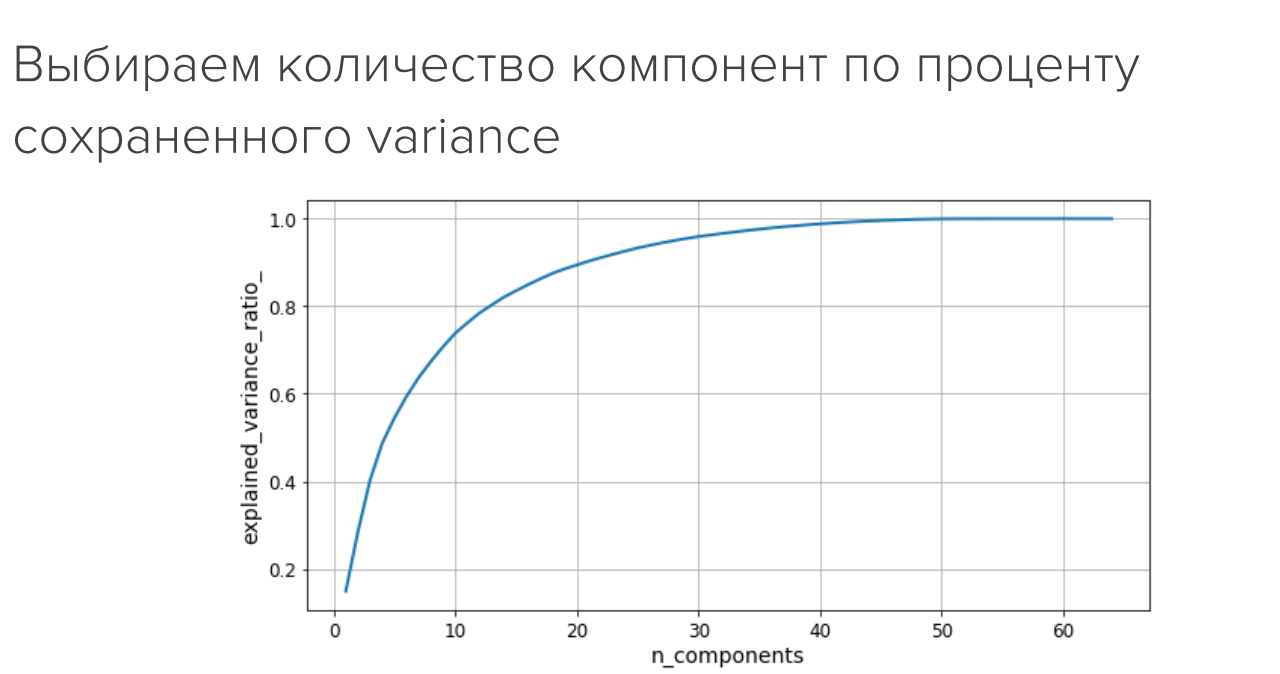 Выбираем количество компонент по проценту
сохраненного variance
explained_variance_ratio_
1.0
0.8
0.6
0.4
0.2
0 10 20 30 40 50 60
n_components